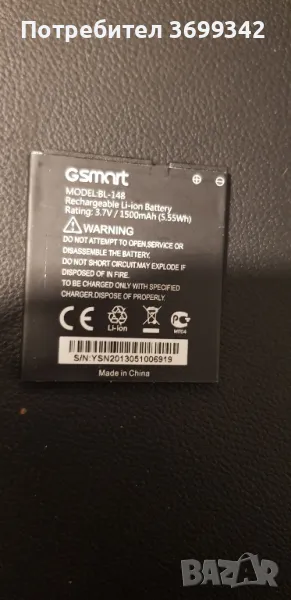 Потребител 3699342
GSmart
MODEL:BL-148
Rechargeable Li-ion Battery
Rating: 3.7V / 1500mAh (5.55Wh)
WARNING
DO NOT ATTEMPT TO OPEN,SERVICE OR
DISASSEMBLE THE BATTERY.
DO NOT SHORT CIRCUIT,MAY EXPLODE IF
DISPOSED OF IN FIRE.
TO BE CHARGED ONLY WITH SPECIFIED
CHARGERS. DISPOSE OF PROPERLY.
CE
Li-ion
S/N:YSN2013051006919
Made in China
BAZAR